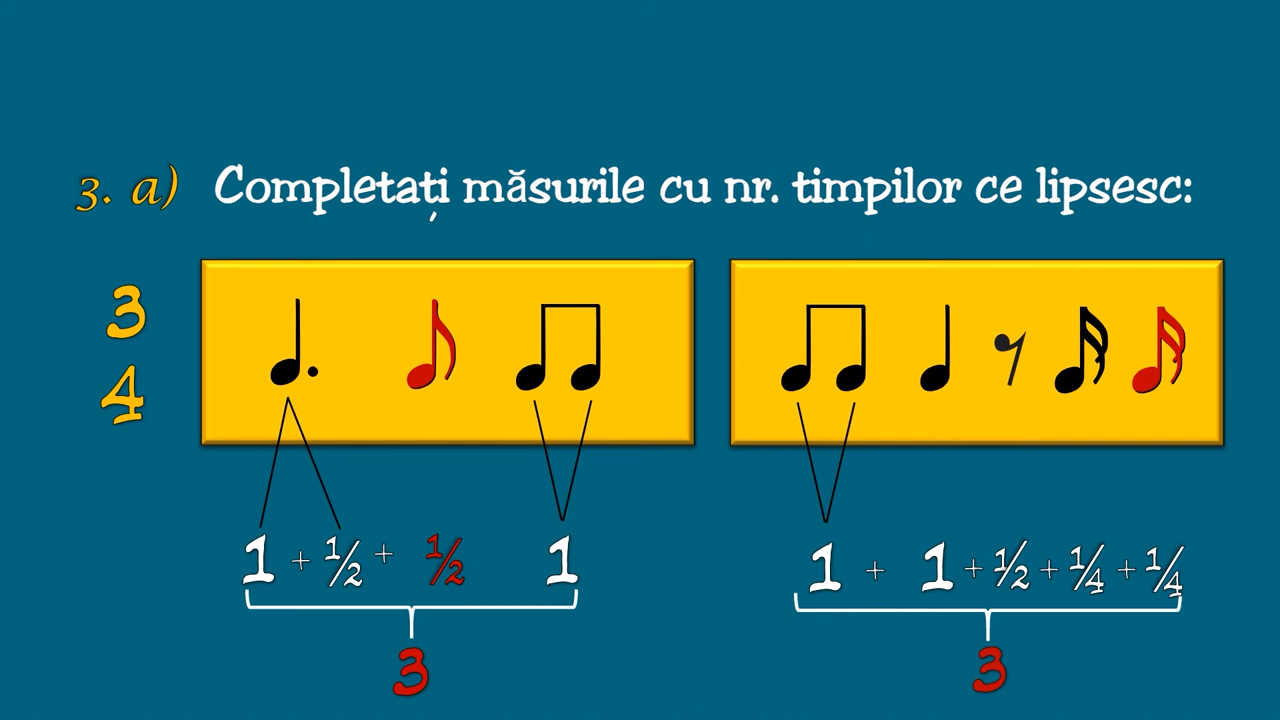 3. a) Completați măsurile cu nr. timpilor ce lipsesc:
3
4
1 + ½ + ½ 1
1 + 1 + ½ + ¼ + ¼
3 3